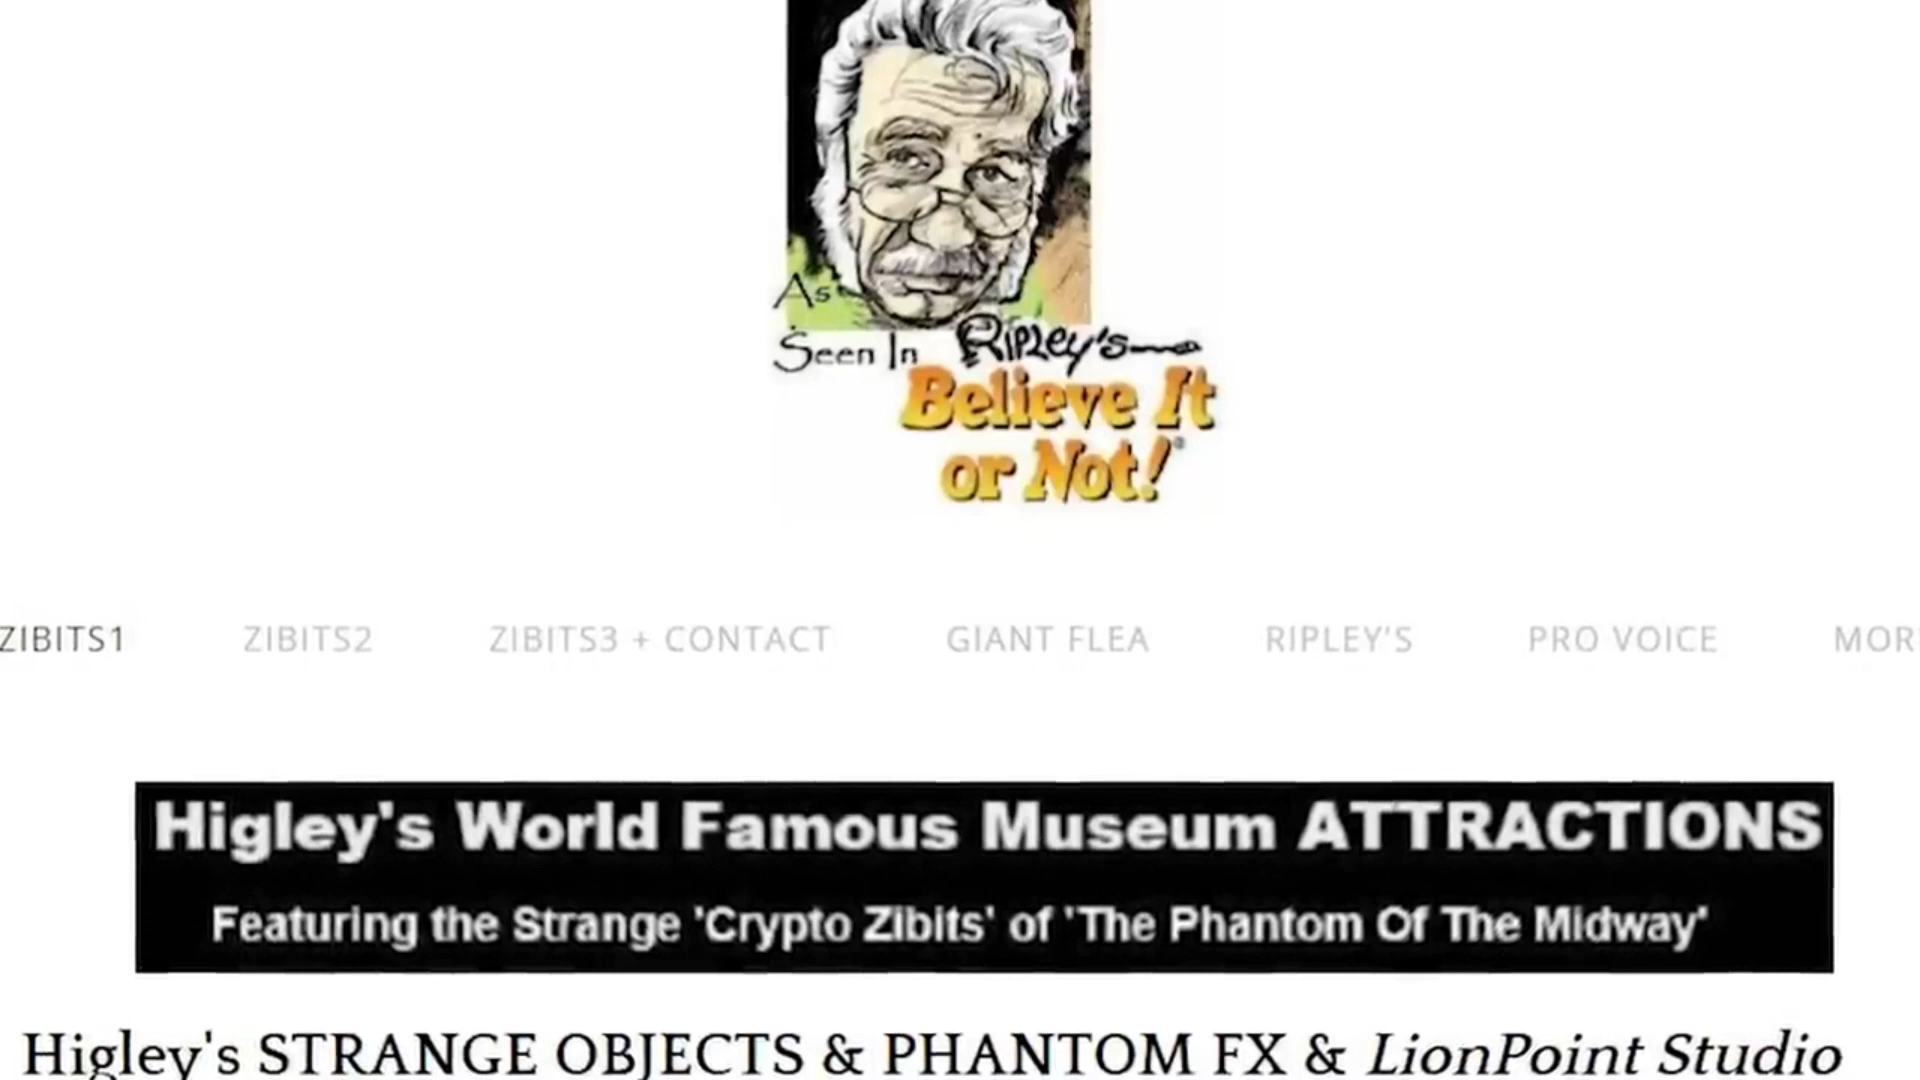 As
Seen In Ripley's
Believe It
or Not!®
ZIBITS1 ZIBITS2 ZIBITS3 + CONTACT GIANT FLEA RIPLEY'S PRO VOICE MOR
Higley's World Famous Museum ATTRACTIONS
Featuring the Strange 'Crypto Zibits' of 'The Phantom Of The Midway'
Higley's STRANGE OBJECTS & PHANTOM FX & LionPoint Studio